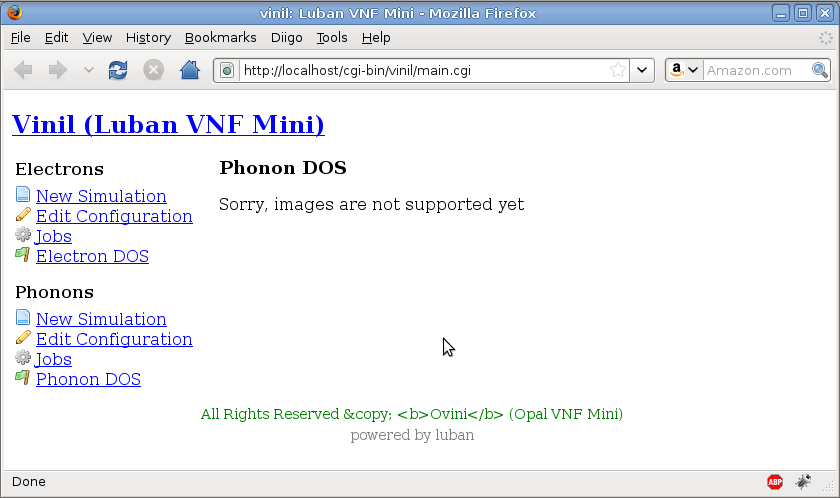 vinil: Luban VNF Mini - Mozilla Firefox
File Edit View History Bookmarks Diigo Tools Help
http://localhost/cgi-bin/vinil/main.cgi
a Amazon.com
Vinil (Luban VNF Mini)
Electrons
New Simulation
Edit Configuration
Jobs
Electron DOS
Phonons
New Simulation
Edit Configuration
Jobs
Phonon DOS
Phonon DOS
Sorry, images are not supported yet
All Rights Reserved &copy; <b>Ovini</b> (Opal VNF Mini)
powered by luban
Done
ABP